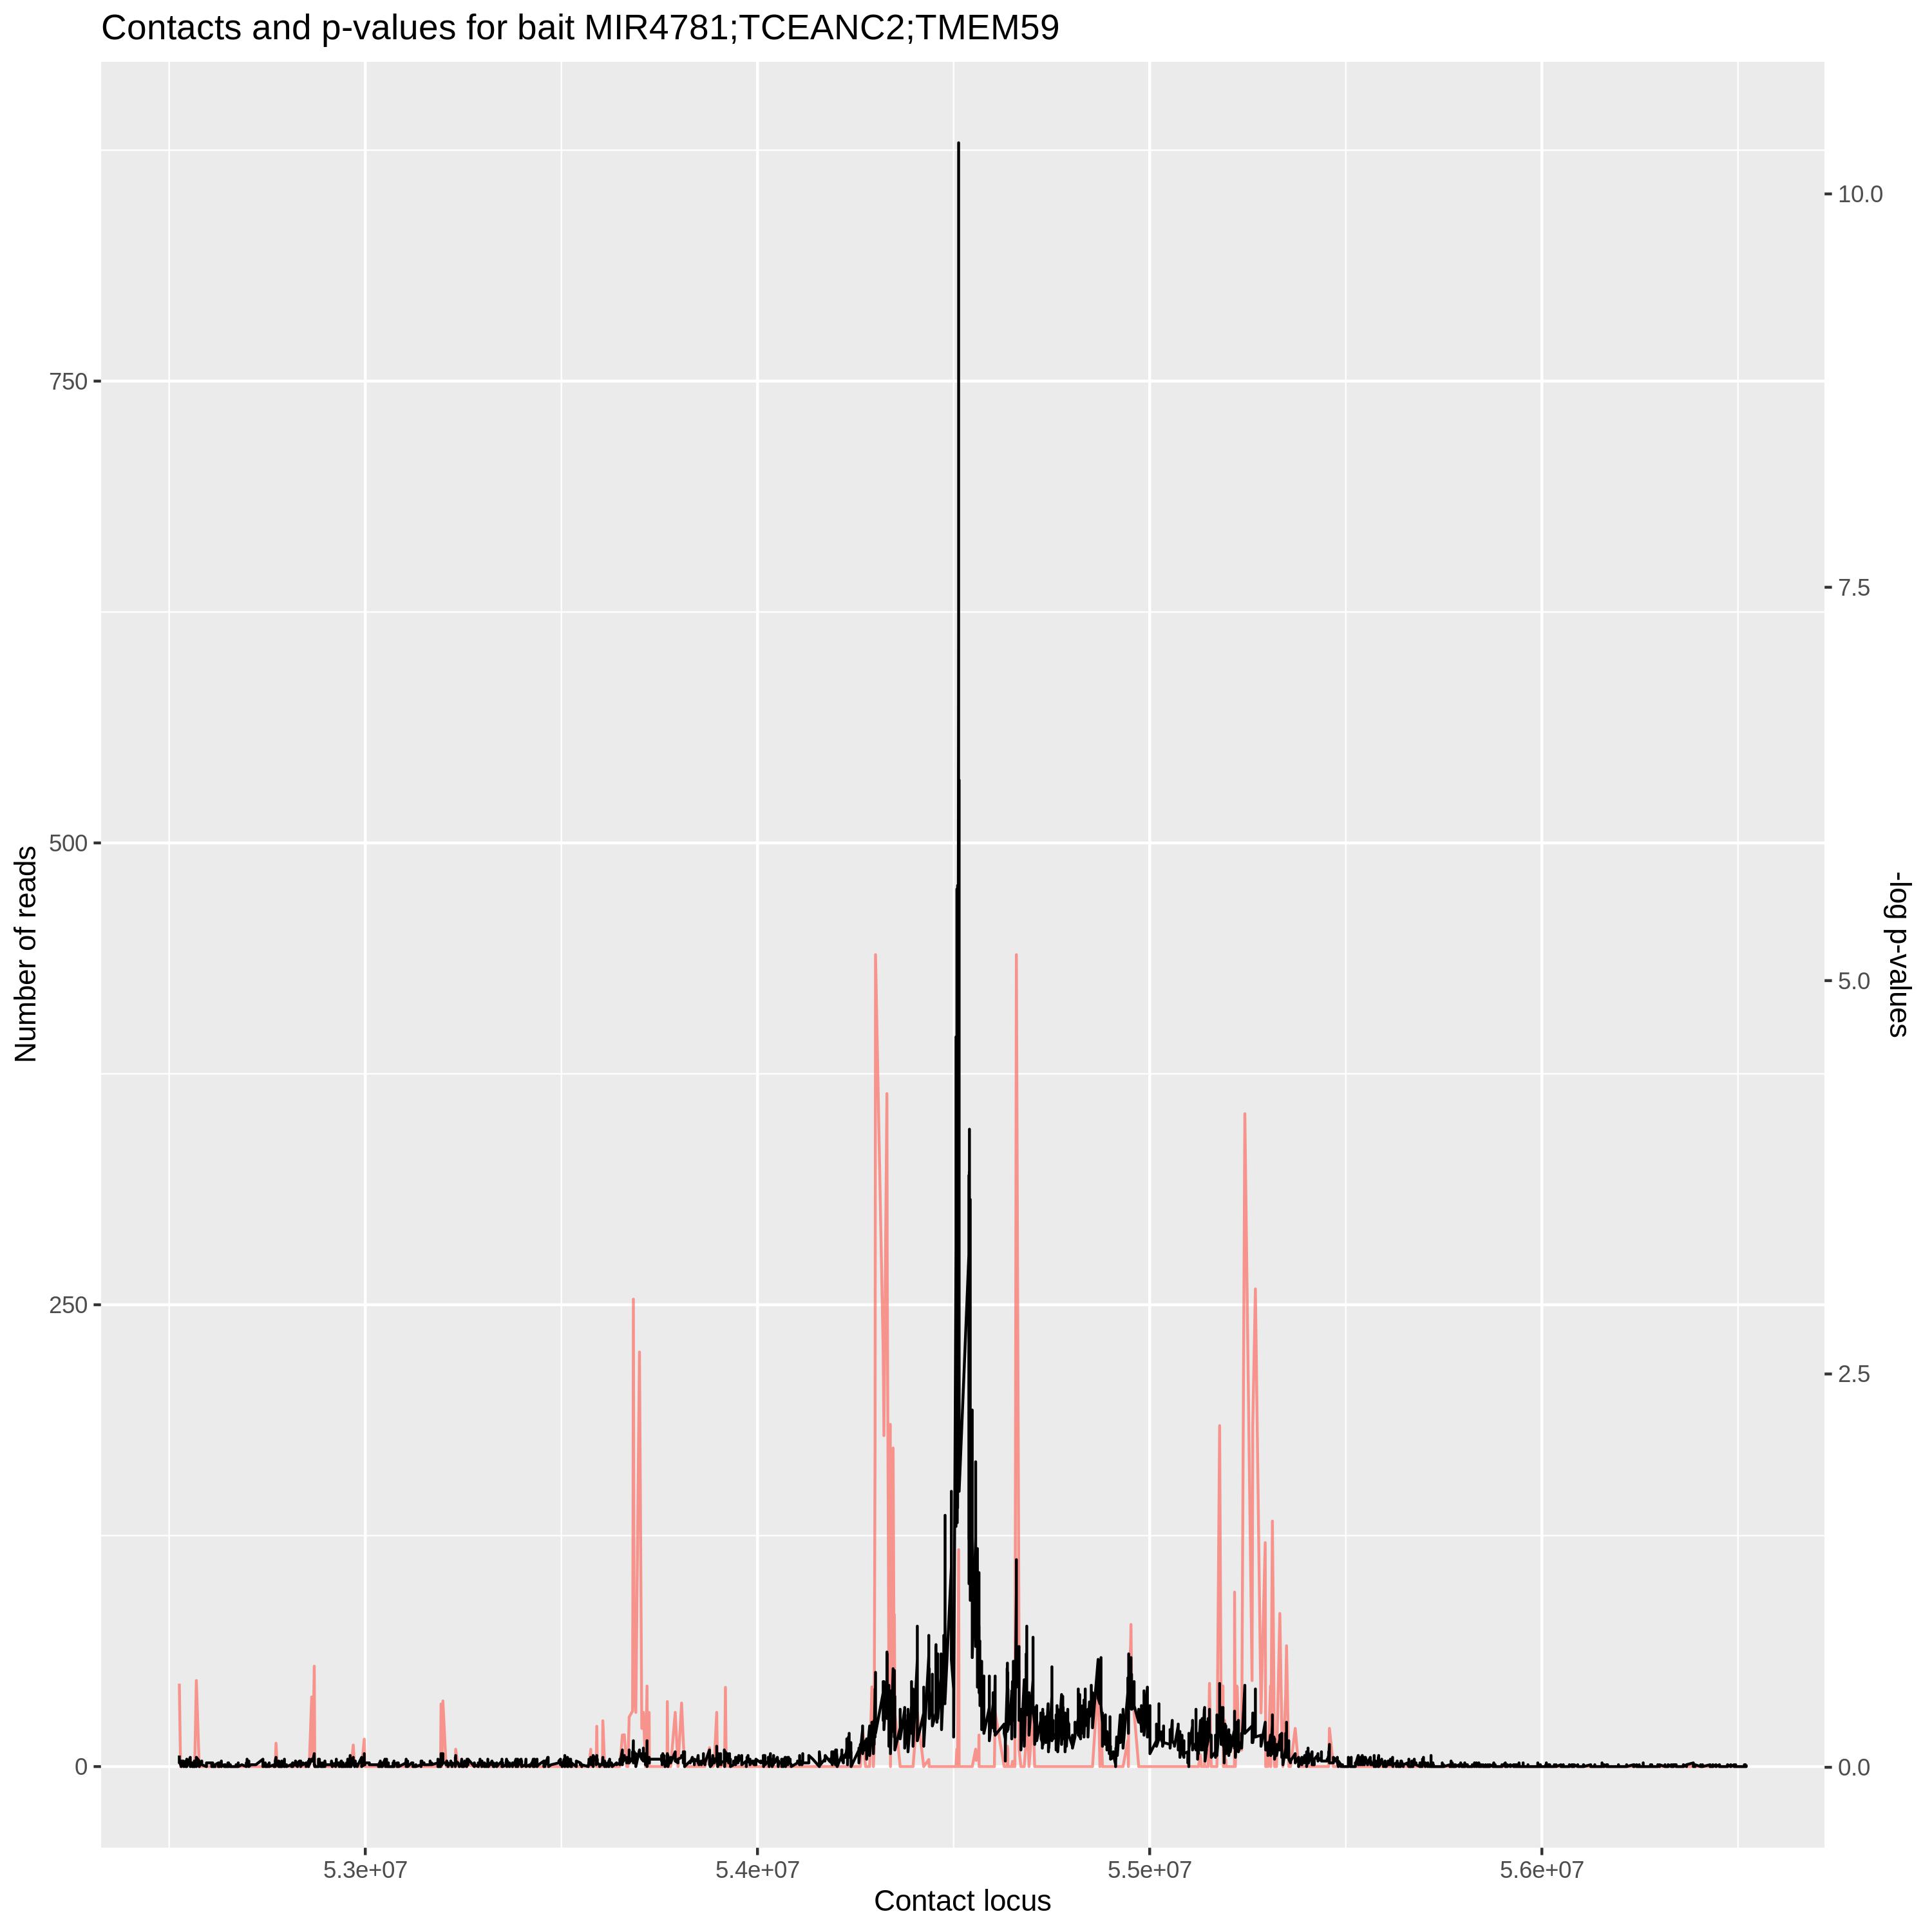 Contacts and p-values for bait MIR4781;TCEANC2;TMEM59
10.0
750
7.5
500
Number of reads
-log p-values
5.0
250
2.5
0
0.0
5.3e+07
5.4e+07
5.5e+07
5.6e+07
Contact locus